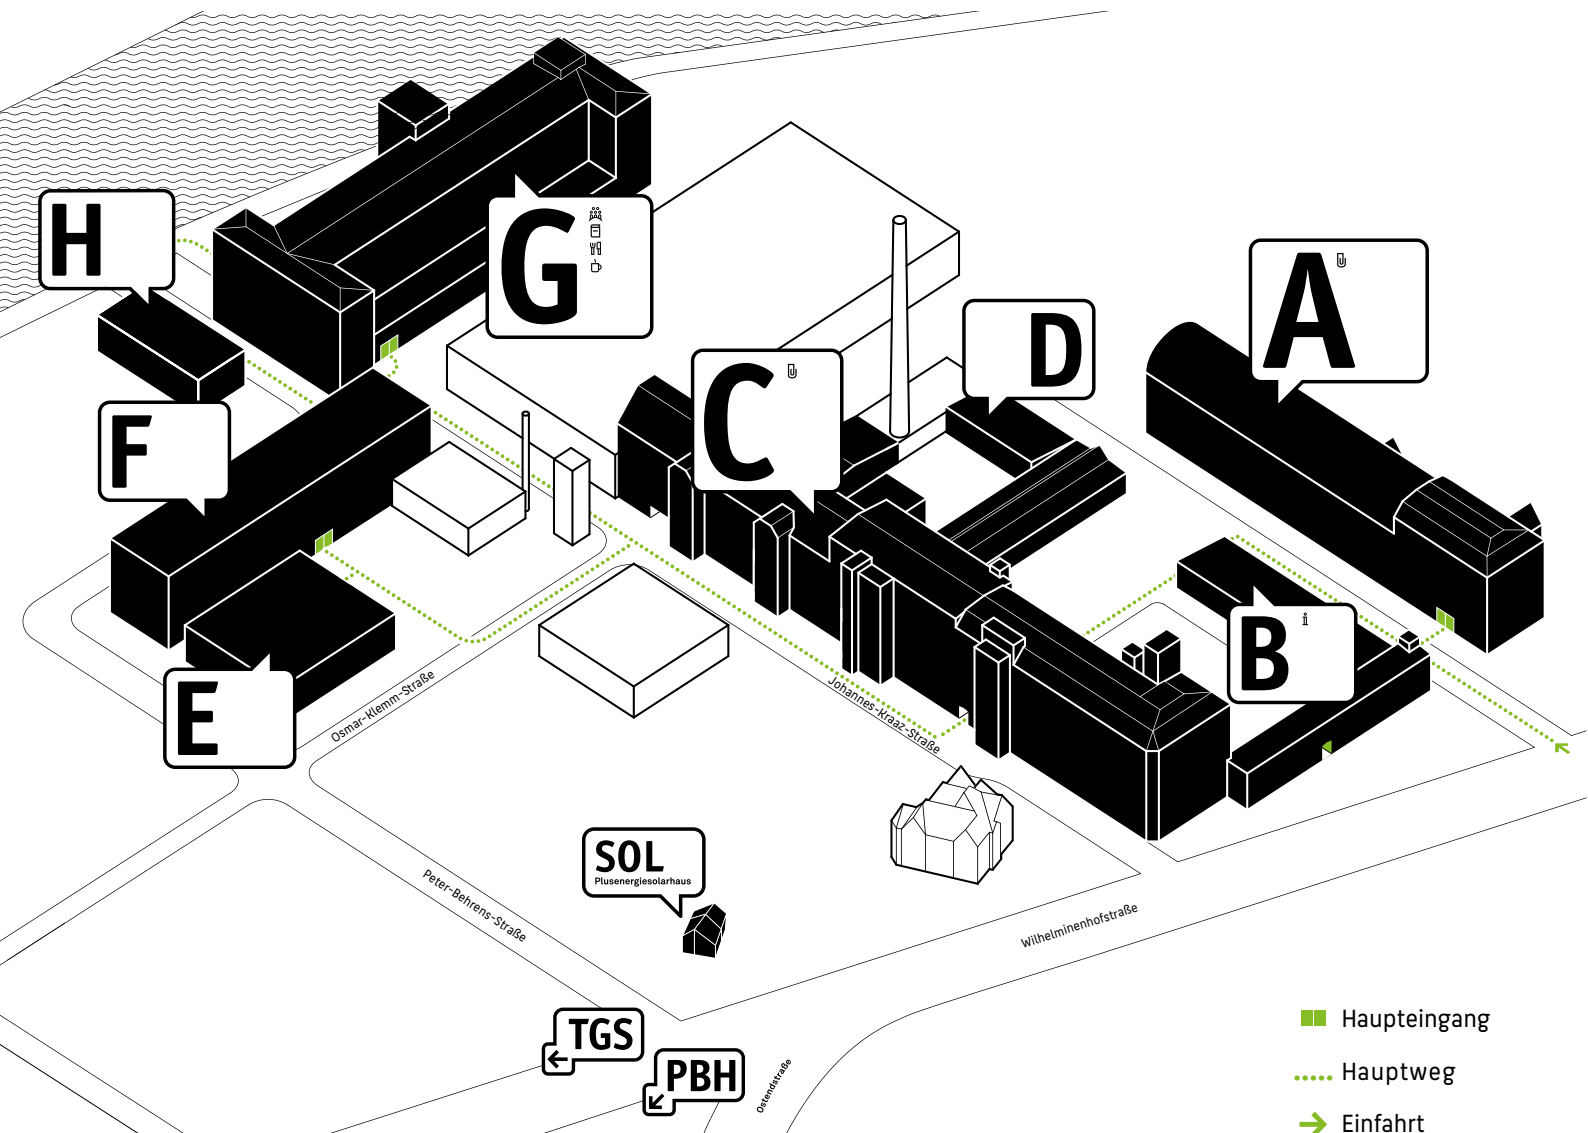 H
G
A
D
C
F
B
i
E
Osmar-Klemm-Straße
Johannes-Kraaz-Straße
SOL
Plusenergiesolarhaus
Peter-Behrens-Straße
Wilhelminenhofstraße
TGS
PBH
Ostendstraße
Haupteingang
Hauptweg
Einfahrt